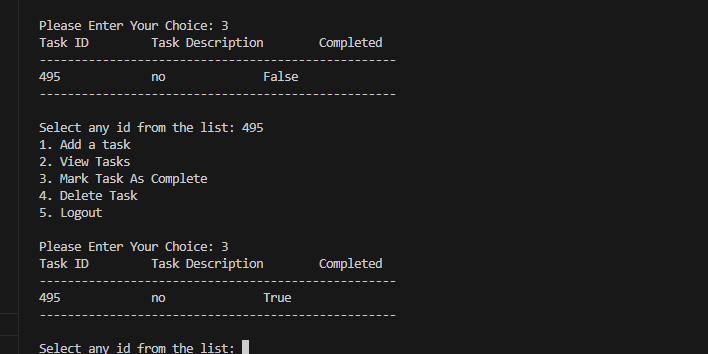 Please Enter Your Choice: 3
Task ID         Task Description        Completed
---------------------------------------------------
495             no              False
---------------------------------------------------
Select any id from the list: 495
1. Add a task
2. View Tasks
3. Mark Task As Complete
4. Delete Task
5. Logout
Please Enter Your Choice: 3
Task ID         Task Description        Completed
---------------------------------------------------
495             no              True
---------------------------------------------------
Select any id from the list: